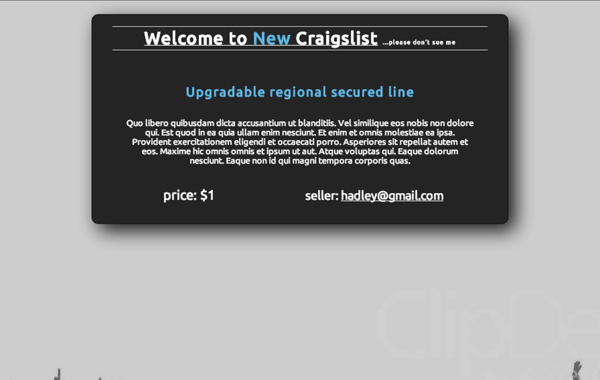 Welcome to New Craigslist ...please don't sue me
Upgradable regional secured line
Quo libero quibusdam dicta accusantium ut blanditiis. Vel similique eos nobis non dolore
qui. Est quod in ea quia ullam enim nesciunt. Et enim et omnis molestiae ea ipsa.
Provident exercitationem eligendi et occaecati porro. Asperiores sit repellat autem et
eos. Maxime hic omnis omnis et ipsum ut aut. Atque voluptas qui. Eaque dolorum
nesciunt. Eaque non id qui magni tempora corporis quas.
price: $1 seller: hadley@gmail.com